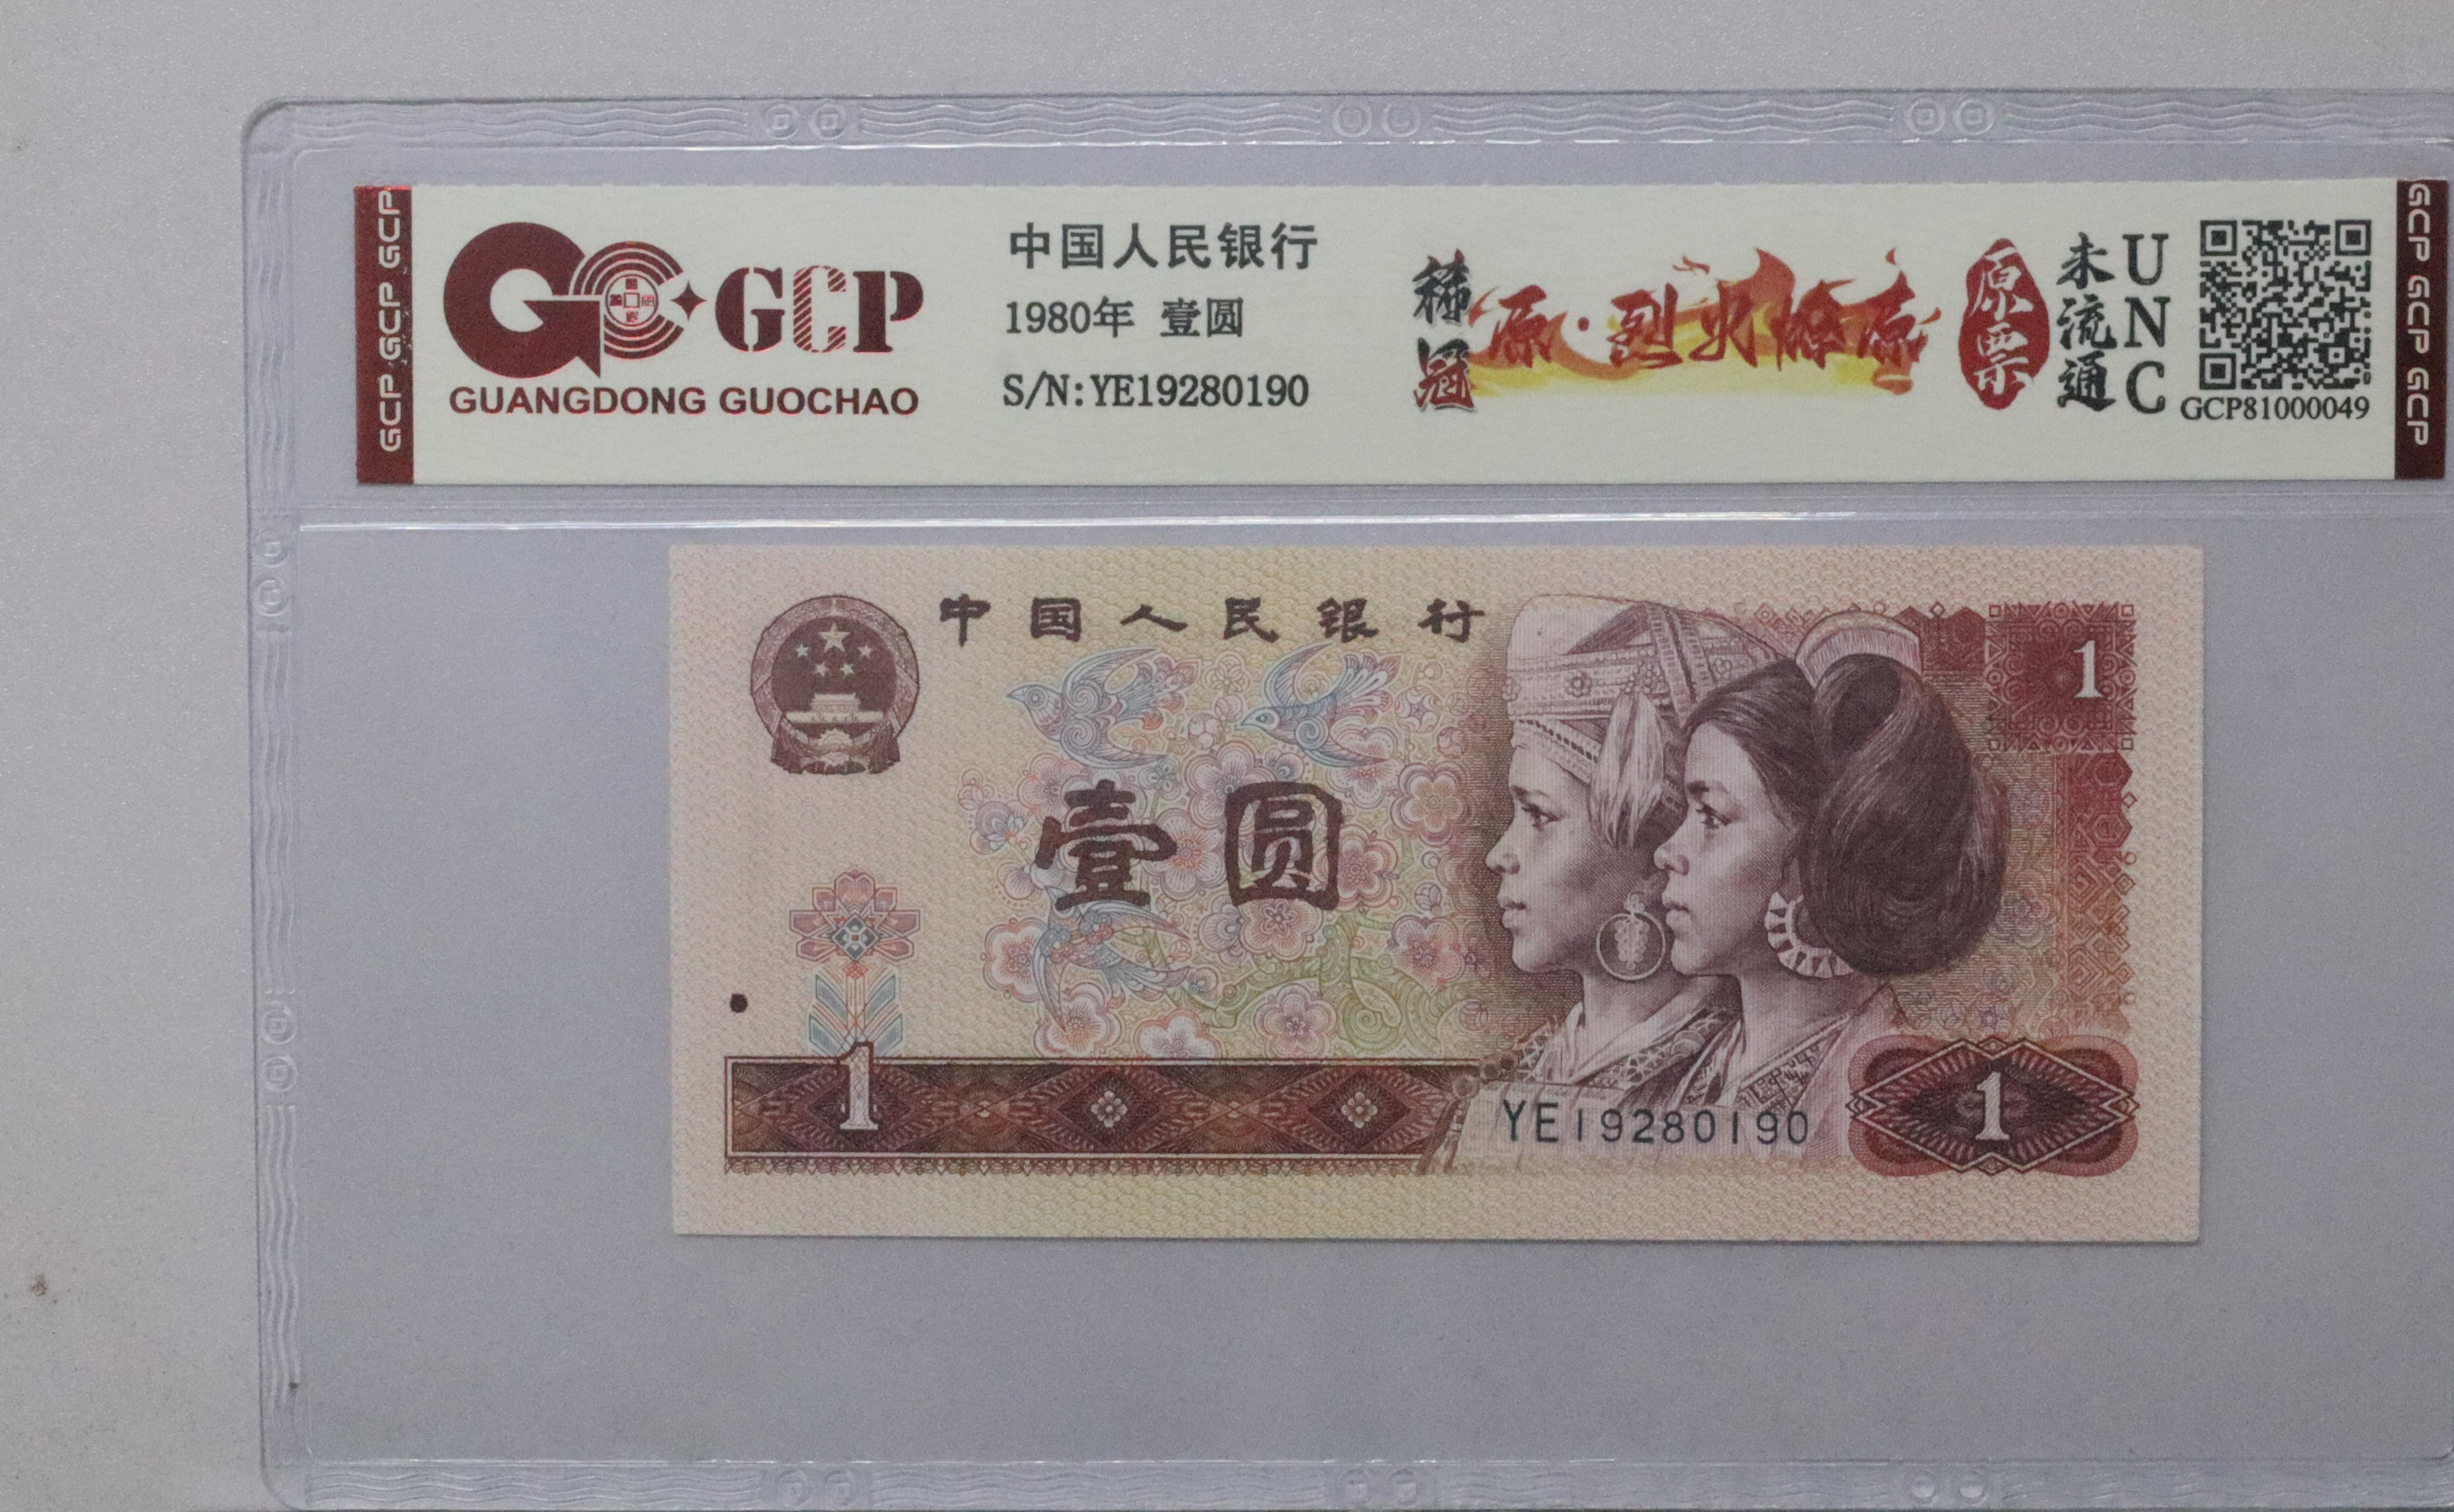 GCP GCP GCP
GCP
GUANGDONG GUOCHAO
中国人民银行
1980年 壹圆
S/N:YE19280190
稀冠
原·烈火燎原
原票
未流通
UNC
GCP81000049
GCP GCP GCP
中国人民银行
1
壹圆
1
YE19280190
1